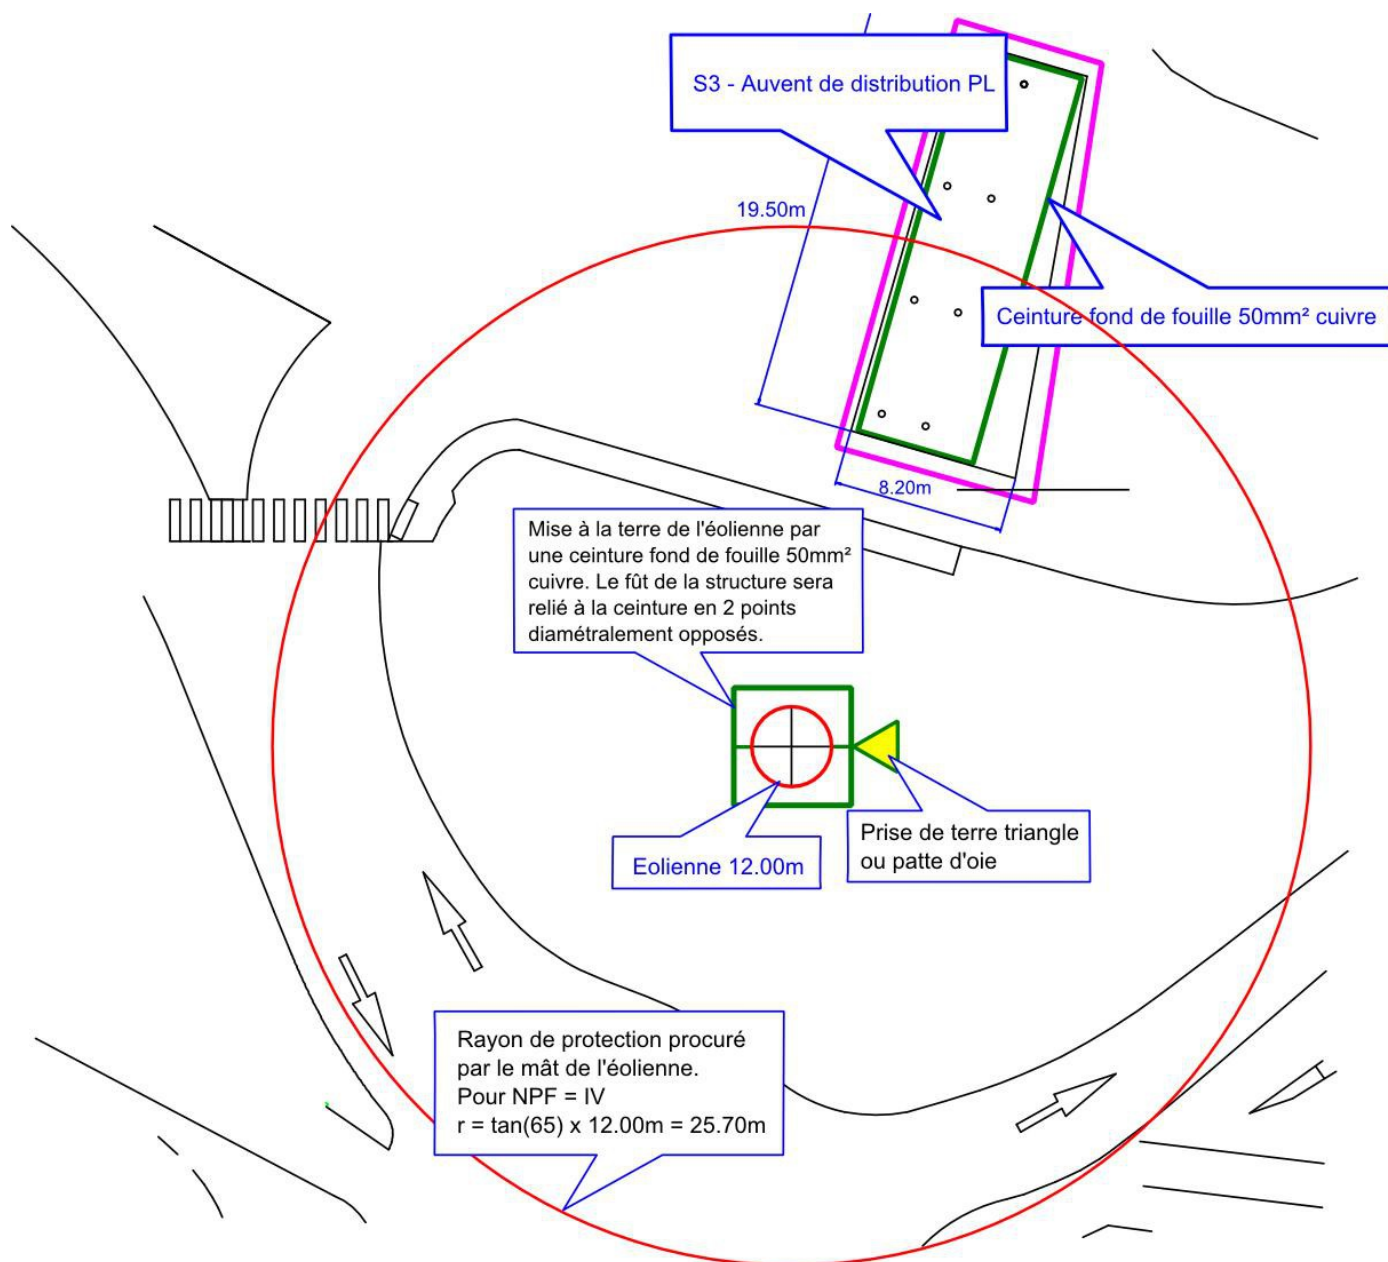 S3 - Auvent de distribution PL
19.50m
Ceinture fond de fouille 50mm² cuivre
8.20m
Mise à la terre de l'éolienne par
une ceinture fond de fouille 50mm²
cuivre. Le fût de la structure sera
relié à la ceinture en 2 points
diamétralement opposés.
Prise de terre triangle
ou patte d'oie
Eolienne 12.00m
Rayon de protection procuré
par le mât de l'éolienne.
Pour NPF = IV
r = tan(65) x 12.00m = 25.70m